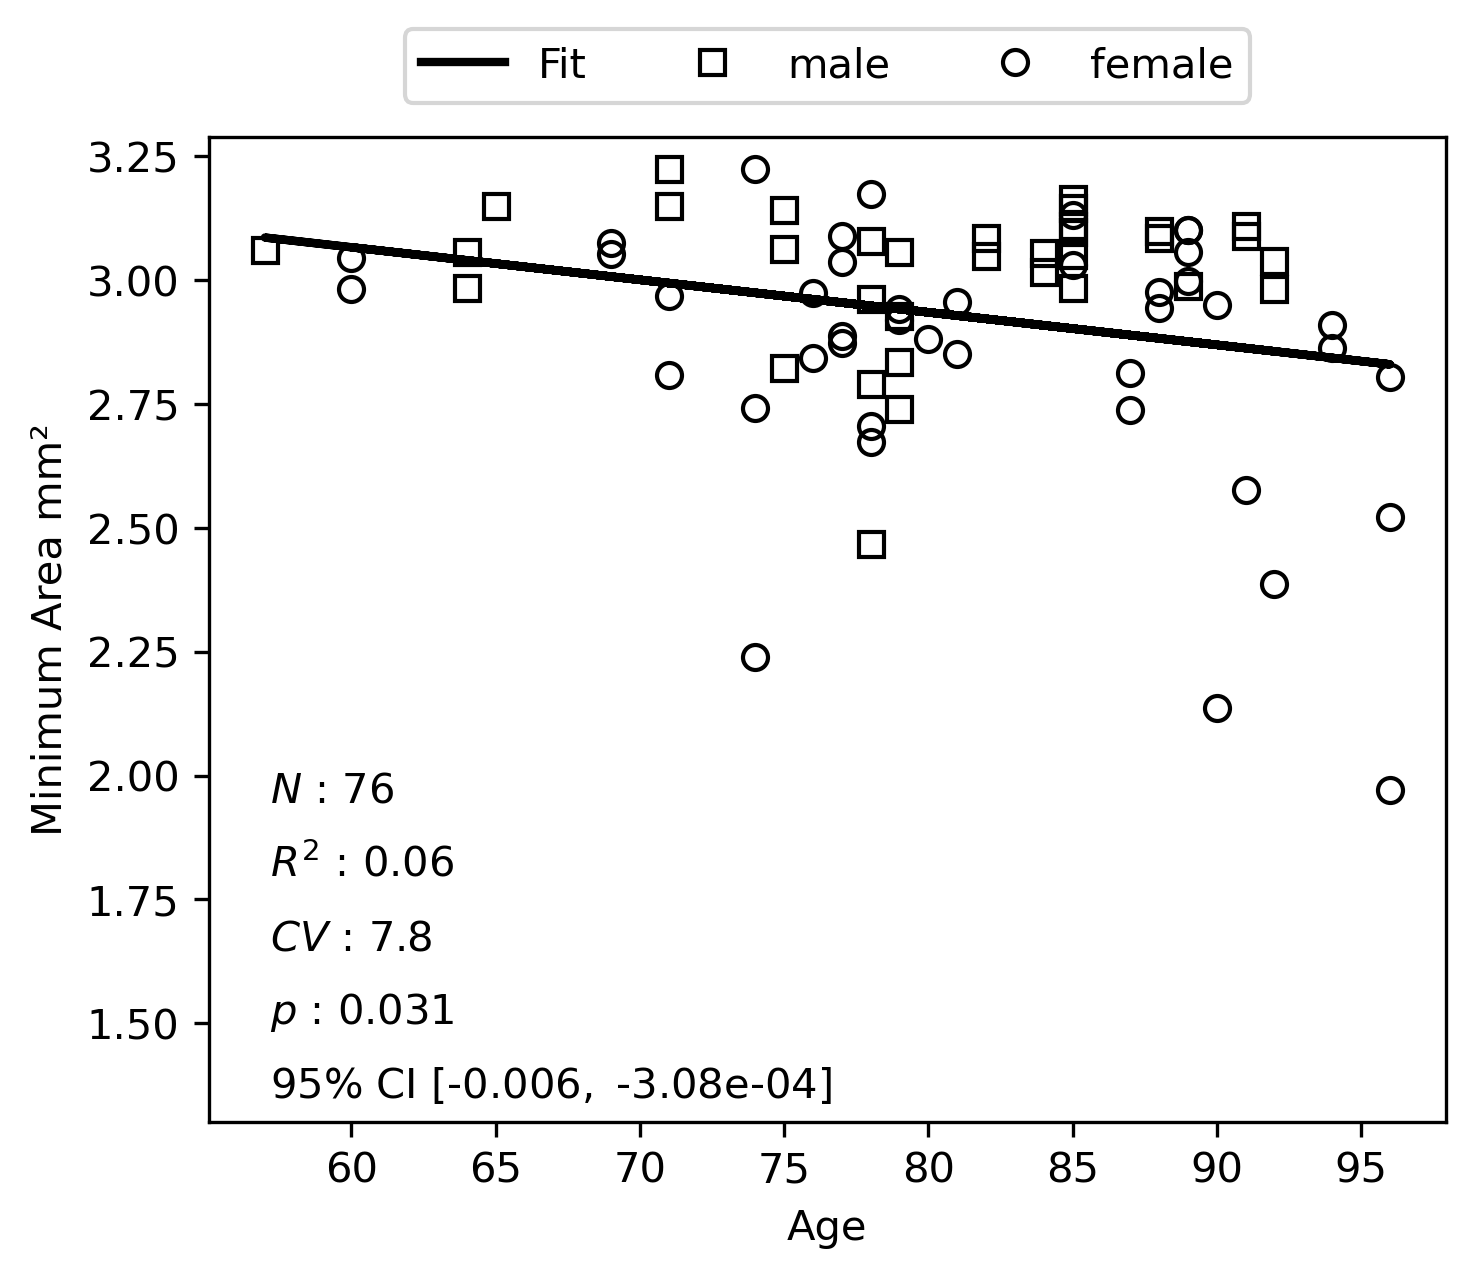 Fit male female
3.25
3.00
2.75
2.50
2.25
2.00
1.75
1.50
Minimum Area mm²
N : 76
R² : 0.06
CV : 7.8
p : 0.031
95% CI [-0.006, -3.08e-04]
60 65 70 75 80 85 90 95
Age